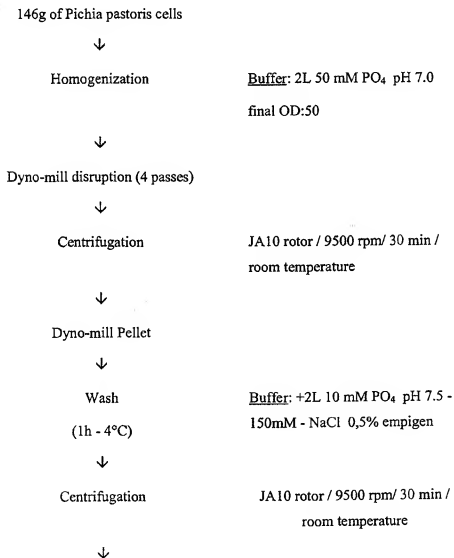 146g of Pichia pastoris cells
↓
Homogenization Buffer: 2L 50 mM PO₄ pH 7.0
final OD:50
↓
Dyno-mill disruption (4 passes)
↓
Centrifugation JA10 rotor / 9500 rpm/ 30 min /
room temperature
↓
Dyno-mill Pellet
↓
Wash Buffer: +2L 10 mM PO₄ pH 7.5 -
(1h - 4°C) 150mM - NaCl 0,5% empigen
↓
Centrifugation JA10 rotor / 9500 rpm/ 30 min /
room temperature
↓